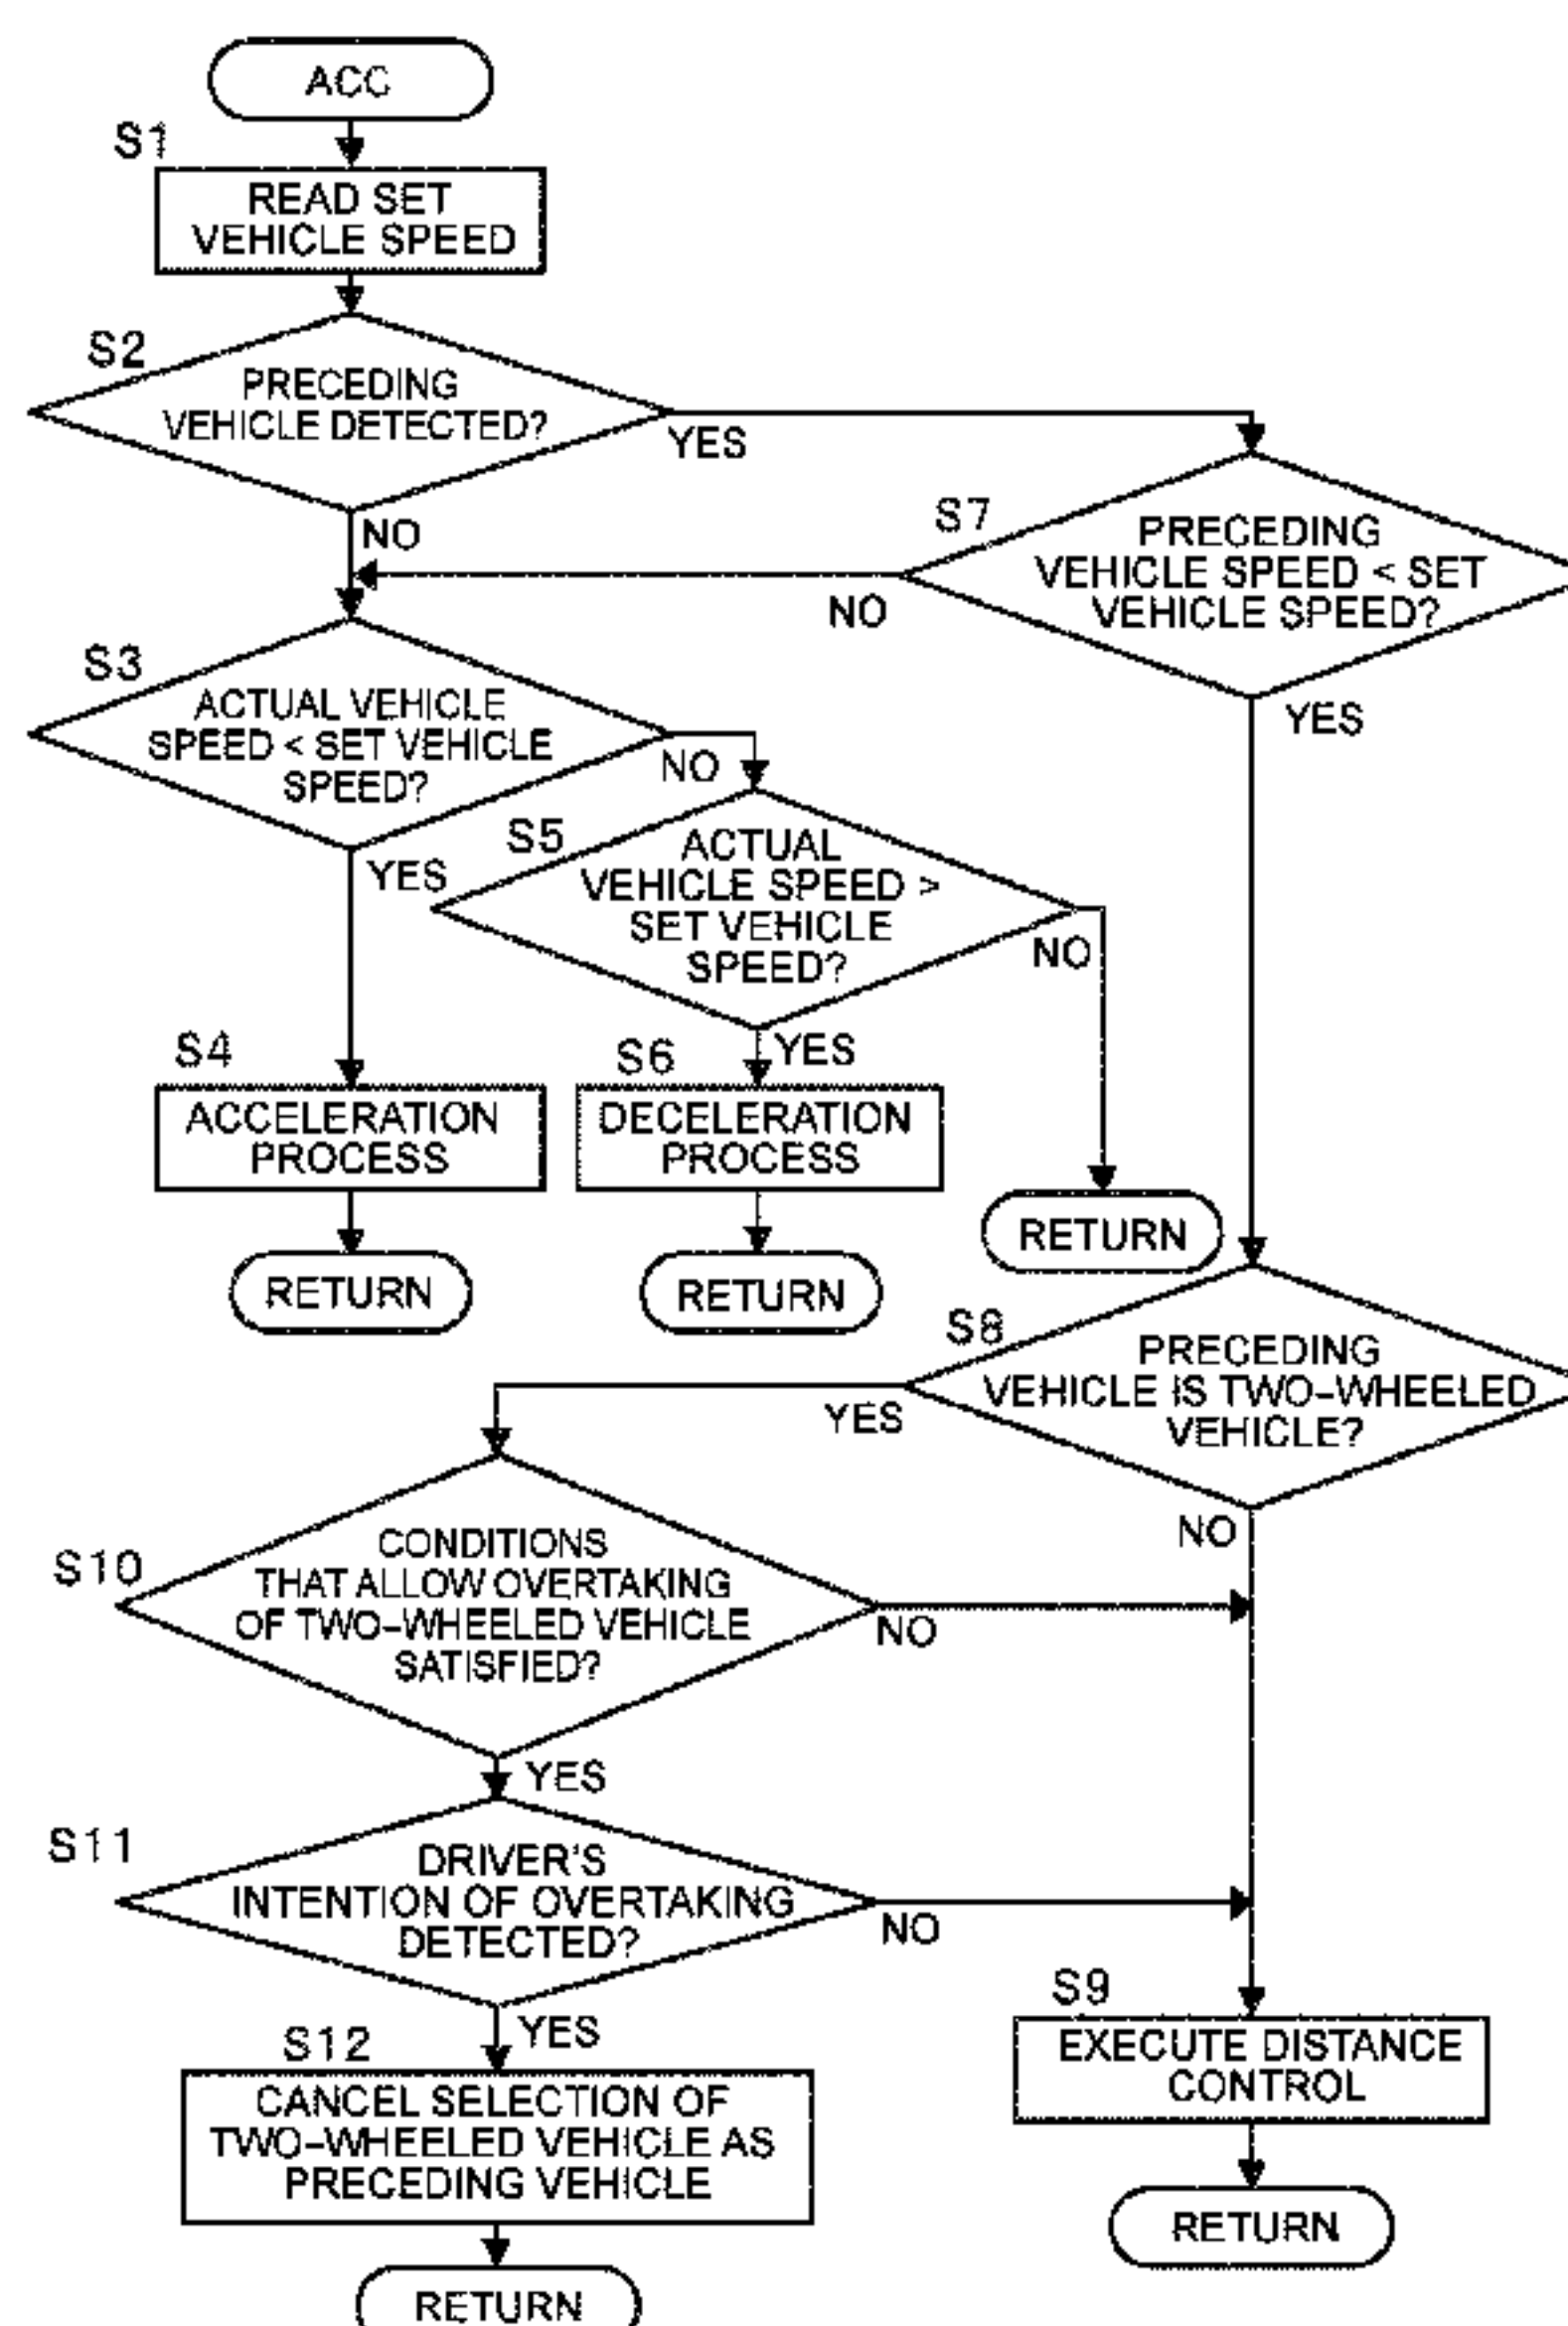 ACC
S1
READ SET
VEHICLE SPEED
S2
PRECEDING
VEHICLE DETECTED?
YES
NO
S7
PRECEDING
VEHICLE SPEED < SET
VEHICLE SPEED?
NO
YES
S3
ACTUAL VEHICLE
SPEED < SET VEHICLE
SPEED?
NO
YES
S5
ACTUAL
VEHICLE SPEED >
SET VEHICLE
SPEED?
NO
YES
S4
ACCELERATION
PROCESS
S6
DECELERATION
PROCESS
RETURN
RETURN
RETURN
S8
PRECEDING
VEHICLE IS TWO-WHEELED
VEHICLE?
YES
NO
S10
CONDITIONS
THAT ALLOW OVERTAKING
OF TWO-WHEELED VEHICLE
SATISFIED?
NO
YES
S11
DRIVER'S
INTENTION OF OVERTAKING
DETECTED?
NO
YES
S9
EXECUTE DISTANCE
CONTROL
S12
CANCEL SELECTION OF
TWO-WHEELED VEHICLE AS
PRECEDING VEHICLE
RETURN
RETURN